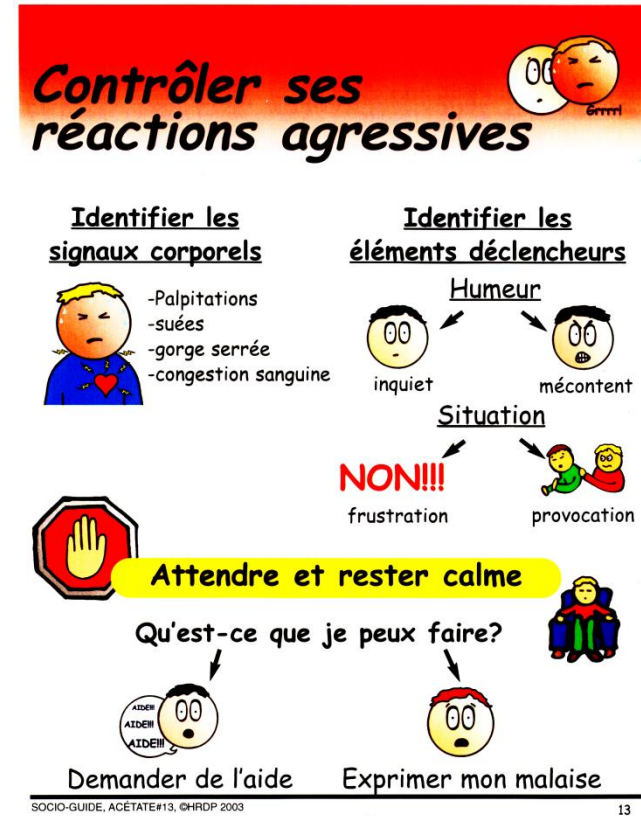 Contrôler ses
réactions agressives
Grrrr!
Identifier les
signaux corporels
-Palpitations
-suées
-gorge serrée
-congestion sanguine
Identifier les
éléments déclencheurs
Humeur
inquiet
mécontent
Situation
NON!!!
frustration
provocation
Attendre et rester calme
Qu'est-ce que je peux faire?
AIDE!!!
AIDE!!!
AIDE!!!
Demander de l'aide
Exprimer mon malaise
SOCIO-GUIDE, ACÉTATE#13, ©HRDP 2003
13